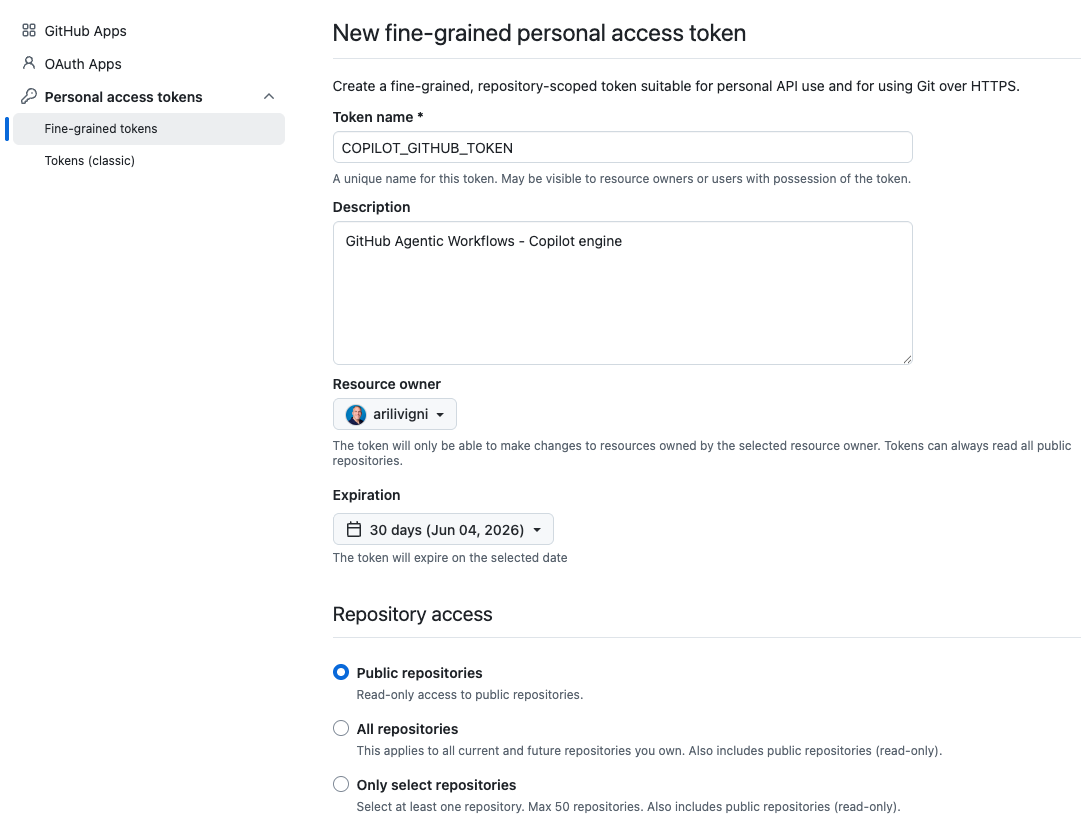 GitHub Apps
OAuth Apps
Personal access tokens
Fine-grained tokens
Tokens (classic)
New fine-grained personal access token
Create a fine-grained, repository-scoped token suitable for personal API use and for using Git over HTTPS.
Token name *
COPILOT_GITHUB_TOKEN
A unique name for this token. May be visible to resource owners or users with possession of the token.
Description
GitHub Agentic Workflows - Copilot engine
Resource owner
arilivigni
The token will only be able to make changes to resources owned by the selected resource owner. Tokens can always read all public
repositories.
Expiration
30 days (Jun 04, 2026)
The token will expire on the selected date
Repository access
Public repositories
Read-only access to public repositories.
All repositories
This applies to all current and future repositories you own. Also includes public repositories (read-only).
Only select repositories
Select at least one repository. Max 50 repositories. Also includes public repositories (read-only).